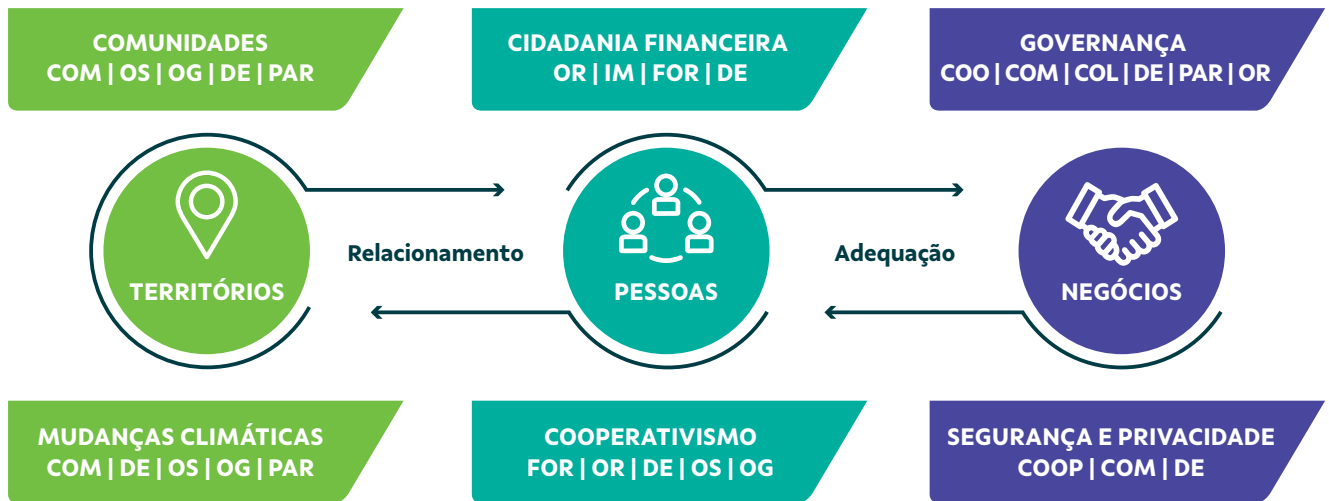 COMUNIDADES
COM | OS | OG | DE | PAR
CIDADANIA FINANCEIRA
OR | IM | FOR | DE
GOVERNANÇA
COO | COM | COL | DE | PAR | OR
TERRITÓRIOS
Relacionamento
PESSOAS
Adequação
NEGÓCIOS
MUDANÇAS CLIMÁTICAS
COM | DE | OS | OG | PAR
COOPERATIVISMO
FOR | OR | DE | OS | OG
SEGURANÇA E PRIVACIDADE
COOP | COM | DE